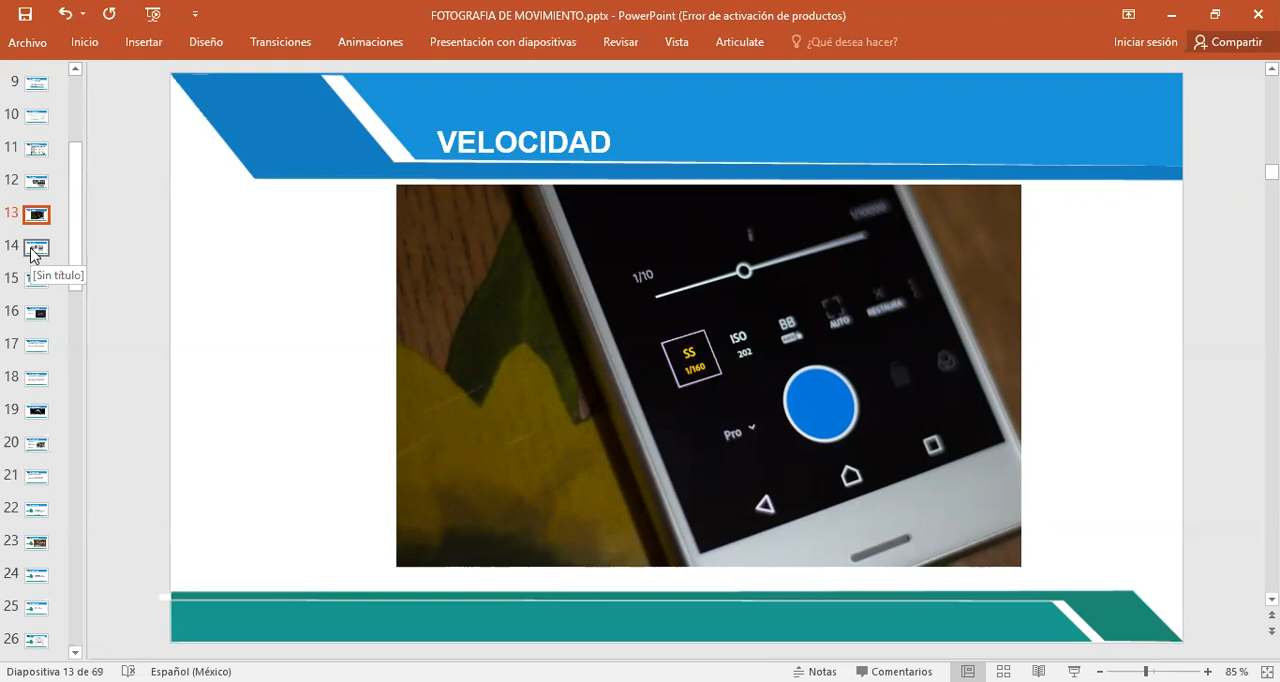 FOTOGRAFIA DE MOVIMIENTO.pptx - PowerPoint (Error de activación de productos)
Archivo Inicio Insertar Diseño Transiciones Animaciones Presentación con diapositivas Revisar Vista Articulate ¿Qué desea hacer? Iniciar sesión Compartir
9
10
11
12
13
14
[Sin título]
15
16
17
18
19
20
21
22
23
24
25
26
VELOCIDAD
1/10
SS
1/160
ISO
202
BB
AUTO
RESTAURA
Pro
Diapositiva 13 de 69 Español (México) Notas Comentarios 85 %